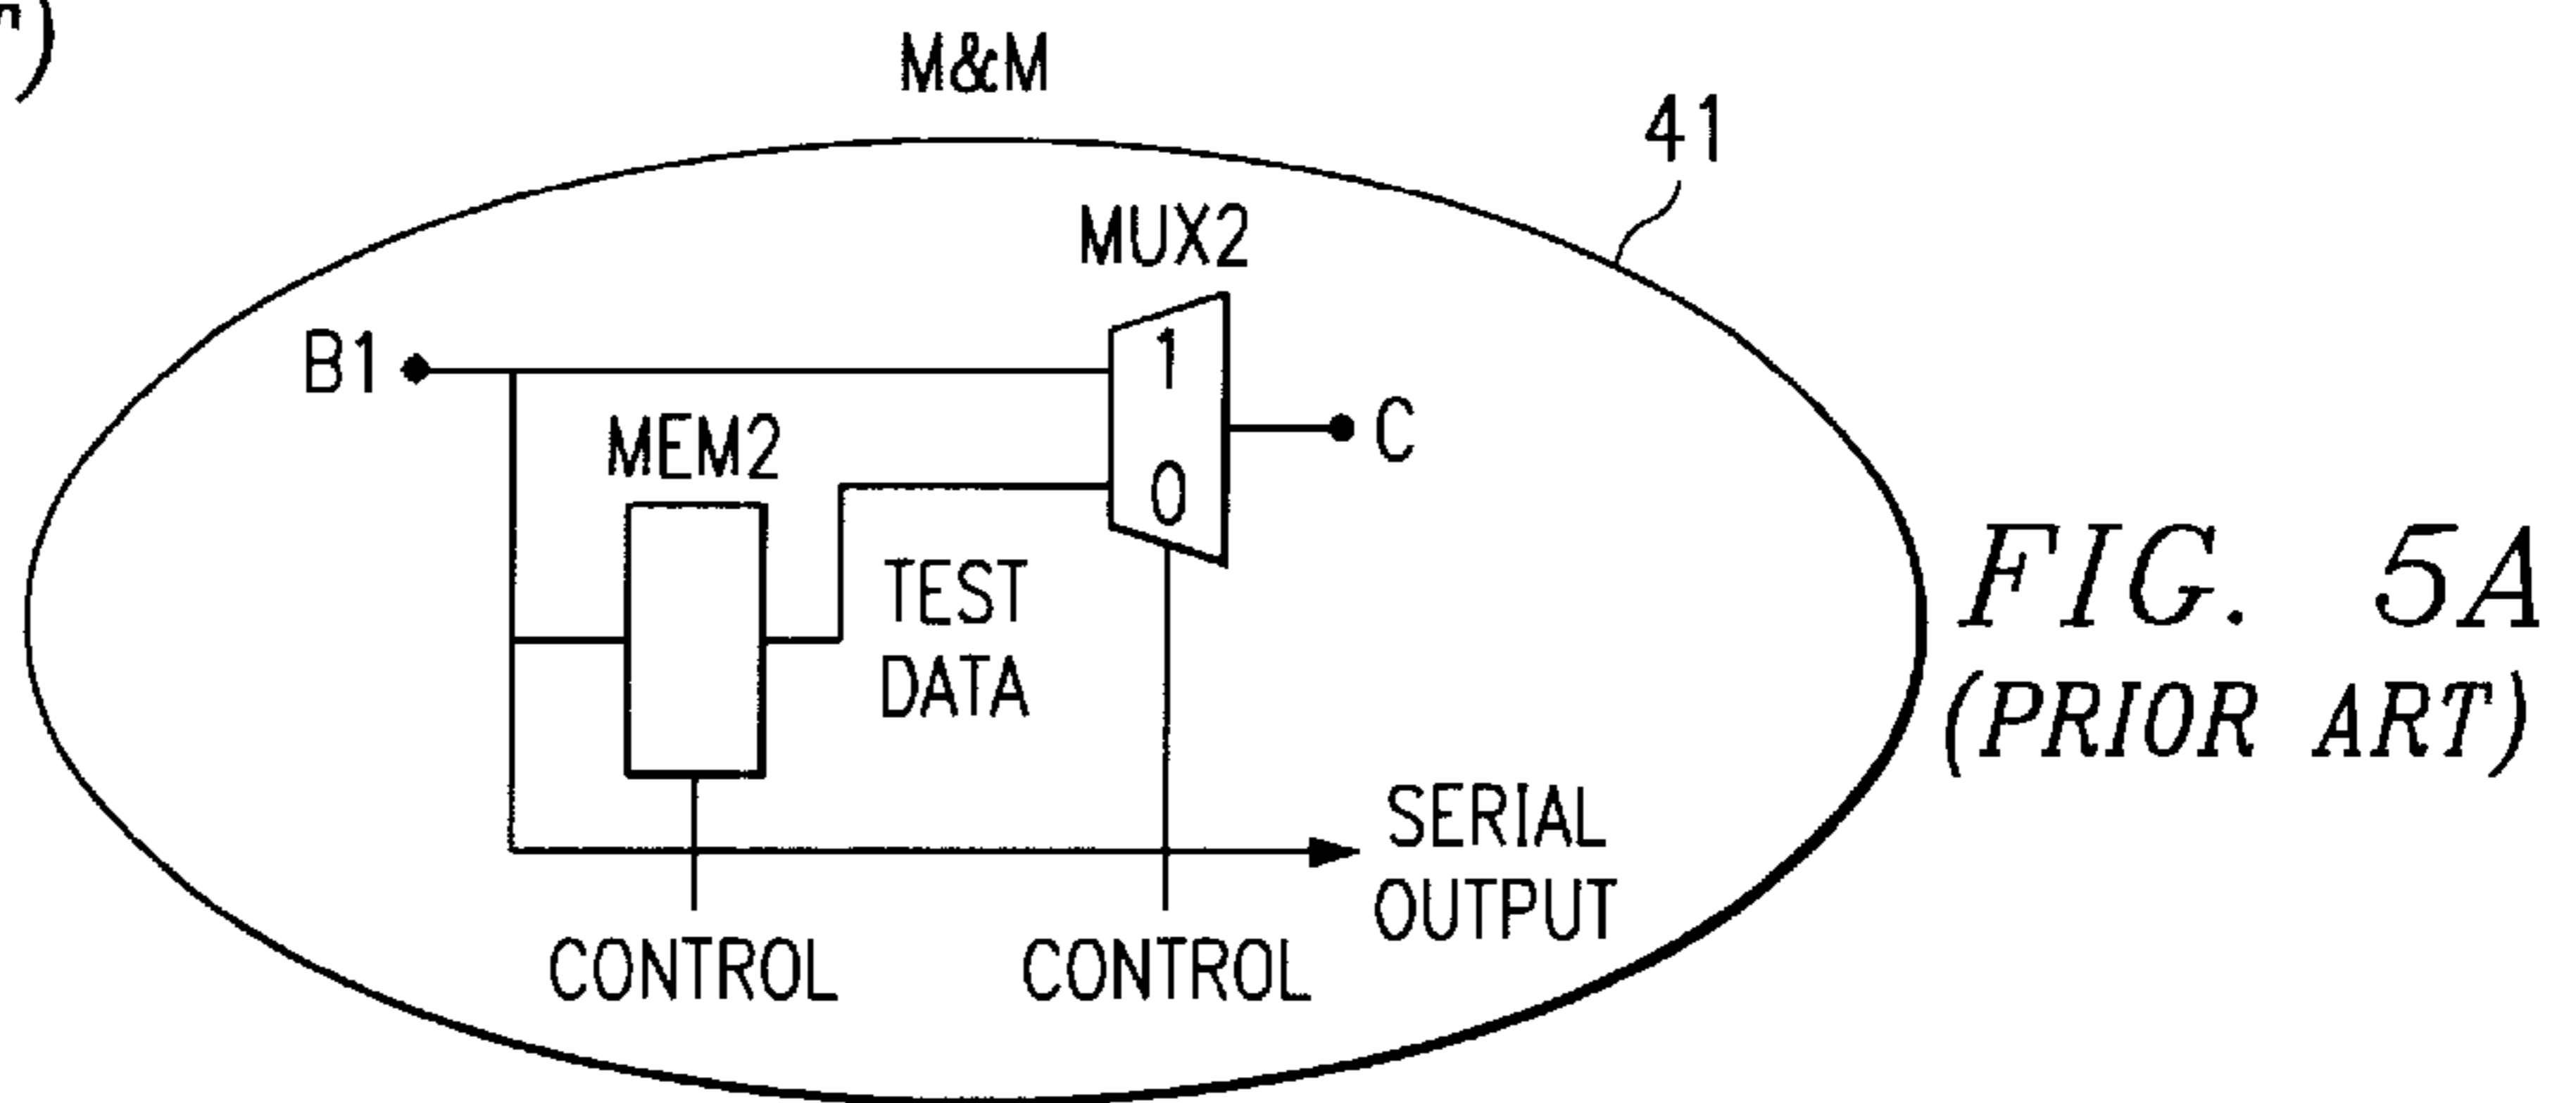 M&M
41
MUX2
B1
1
MEM2
C
0
TEST
DATA
FIG. 5A
(PRIOR ART)
SERIAL
OUTPUT
CONTROL
CONTROL